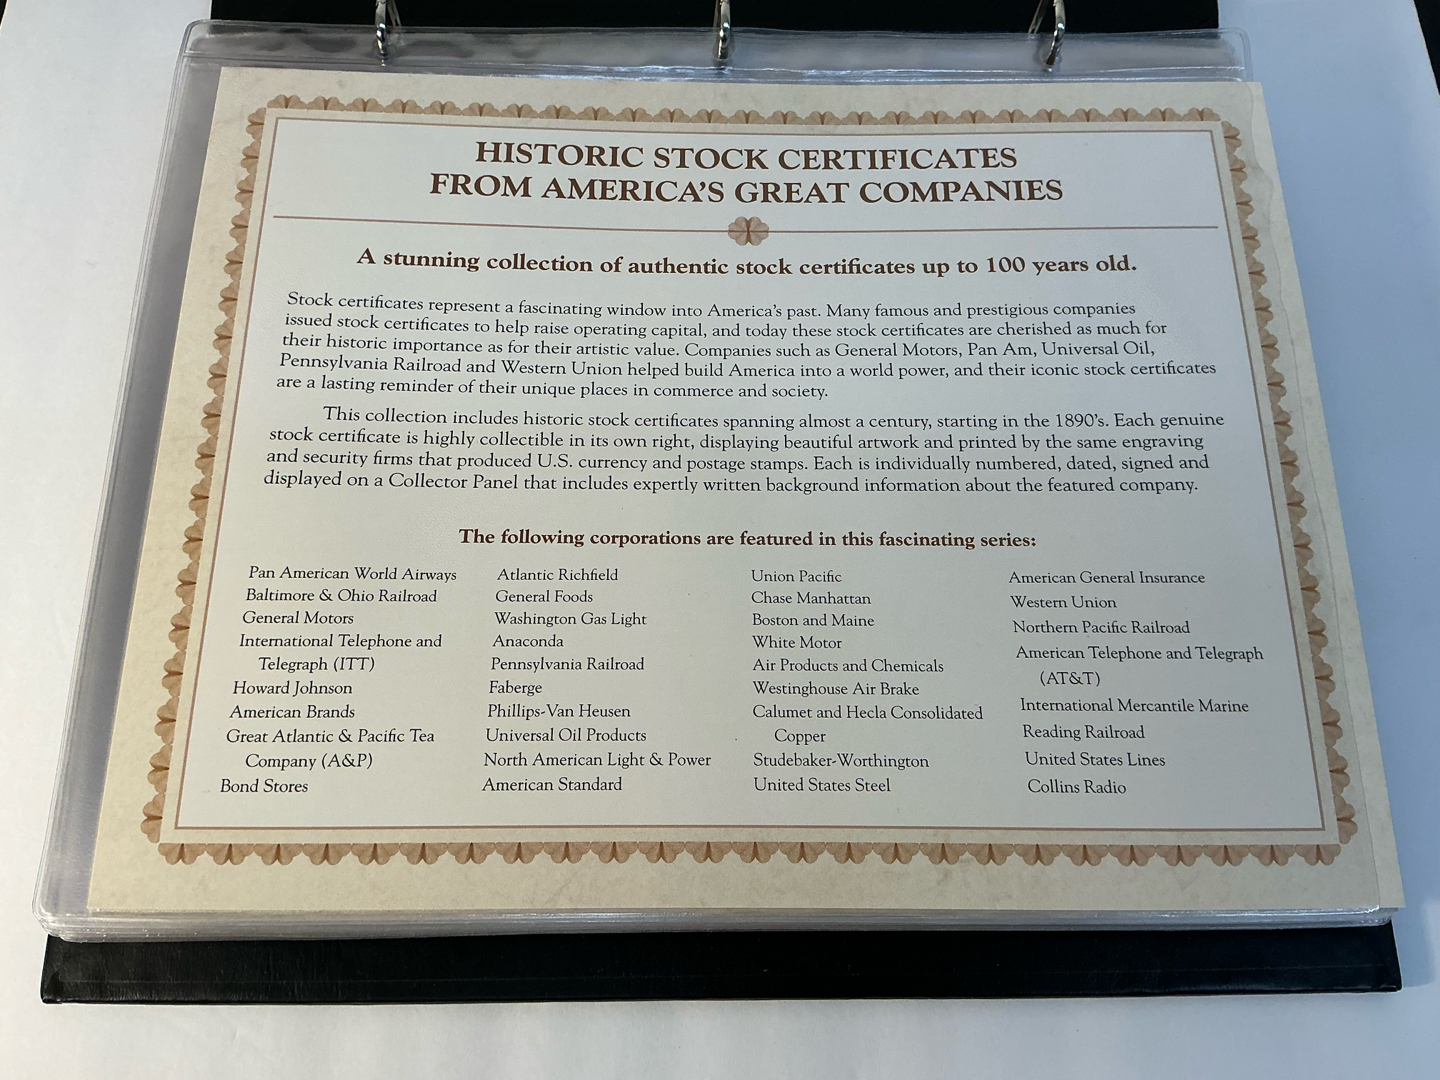 HISTORIC STOCK CERTIFICATES
FROM AMERICA'S GREAT COMPANIES
A stunning collection of authentic stock certificates up to 100 years old.
Stock certificates represent a fascinating window into America's past. Many famous and prestigious companies
issued stock certificates to help raise operating capital, and today these stock certificates are cherished as much for
their historic importance as for their artistic value. Companies such as General Motors, Pan Am, Universal Oil,
Pennsylvania Railroad and Western Union helped build America into a world power, and their iconic stock certificates
are a lasting reminder of their unique places in commerce and society.
This collection includes historic stock certificates spanning almost a century, starting in the 1890's. Each genuine
stock certificate is highly collectible in its own right, displaying beautiful artwork and printed by the same engraving
and security firms that produced U.S. currency and postage stamps. Each is individually numbered, dated, signed and
displayed on a Collector Panel that includes expertly written background information about the featured company.
The following corporations are featured in this fascinating series:
Pan American World Airways
Baltimore & Ohio Railroad
General Motors
International Telephone and
Telegraph (ITT)
Howard Johnson
American Brands
Great Atlantic & Pacific Tea
Company (A&P)
Bond Stores
Atlantic Richfield
General Foods
Washington Gas Light
Anaconda
Pennsylvania Railroad
Faberge
Phillips-Van Heusen
Universal Oil Products
North American Light & Power
American Standard
Union Pacific
Chase Manhattan
Boston and Maine
White Motor
Air Products and Chemicals
Westinghouse Air Brake
Calumet and Hecla Consolidated
Copper
Studebaker-Worthington
United States Steel
American General Insurance
Western Union
Northern Pacific Railroad
American Telephone and Telegraph
(AT&T)
International Mercantile Marine
Reading Railroad
United States Lines
Collins Radio